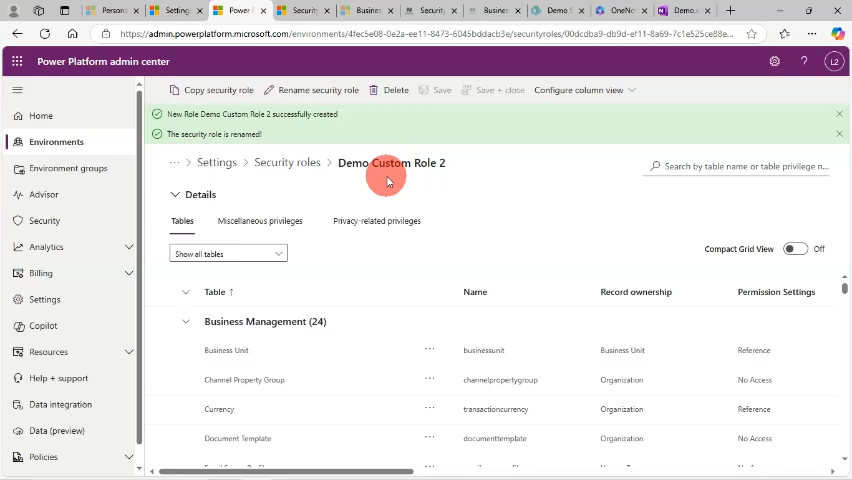 Persona
Setting
Power P
Security
Busines
Security
Busines
Demo S
OneNo
Demo.c
https://admin.powerplatform.microsoft.com/environments/4fec5e08-0e2a-ee11-8473-6045bddacb3e/securityroles/00dcdba9-db9d-ef11-8a69-7c1e525ce88e...
Power Platform admin center
L2
Copy security role
Rename security role
Delete
Save
Save + close
Configure column view
New Role Demo Custom Role 2 successfully created
The security role is renamed!
Home
Environments
Environment groups
Advisor
Security
Analytics
Billing
Settings
Copilot
Resources
Help + support
Data integration
Data (preview)
Policies
··· > Settings > Security roles > Demo Custom Role 2
Search by table name or table privilege n...
Details
Tables
Miscellaneous privileges
Privacy-related privileges
Show all tables
Compact Grid View
Off
Table ↑ Name Record ownership Permission Settings
Business Management (24)
Business Unit ··· businessunit Business Unit Reference
Channel Property Group ··· channelpropertygroup Organization No Access
Currency ··· transactioncurrency Organization Reference
Document Template ··· documenttemplate Organization No Access